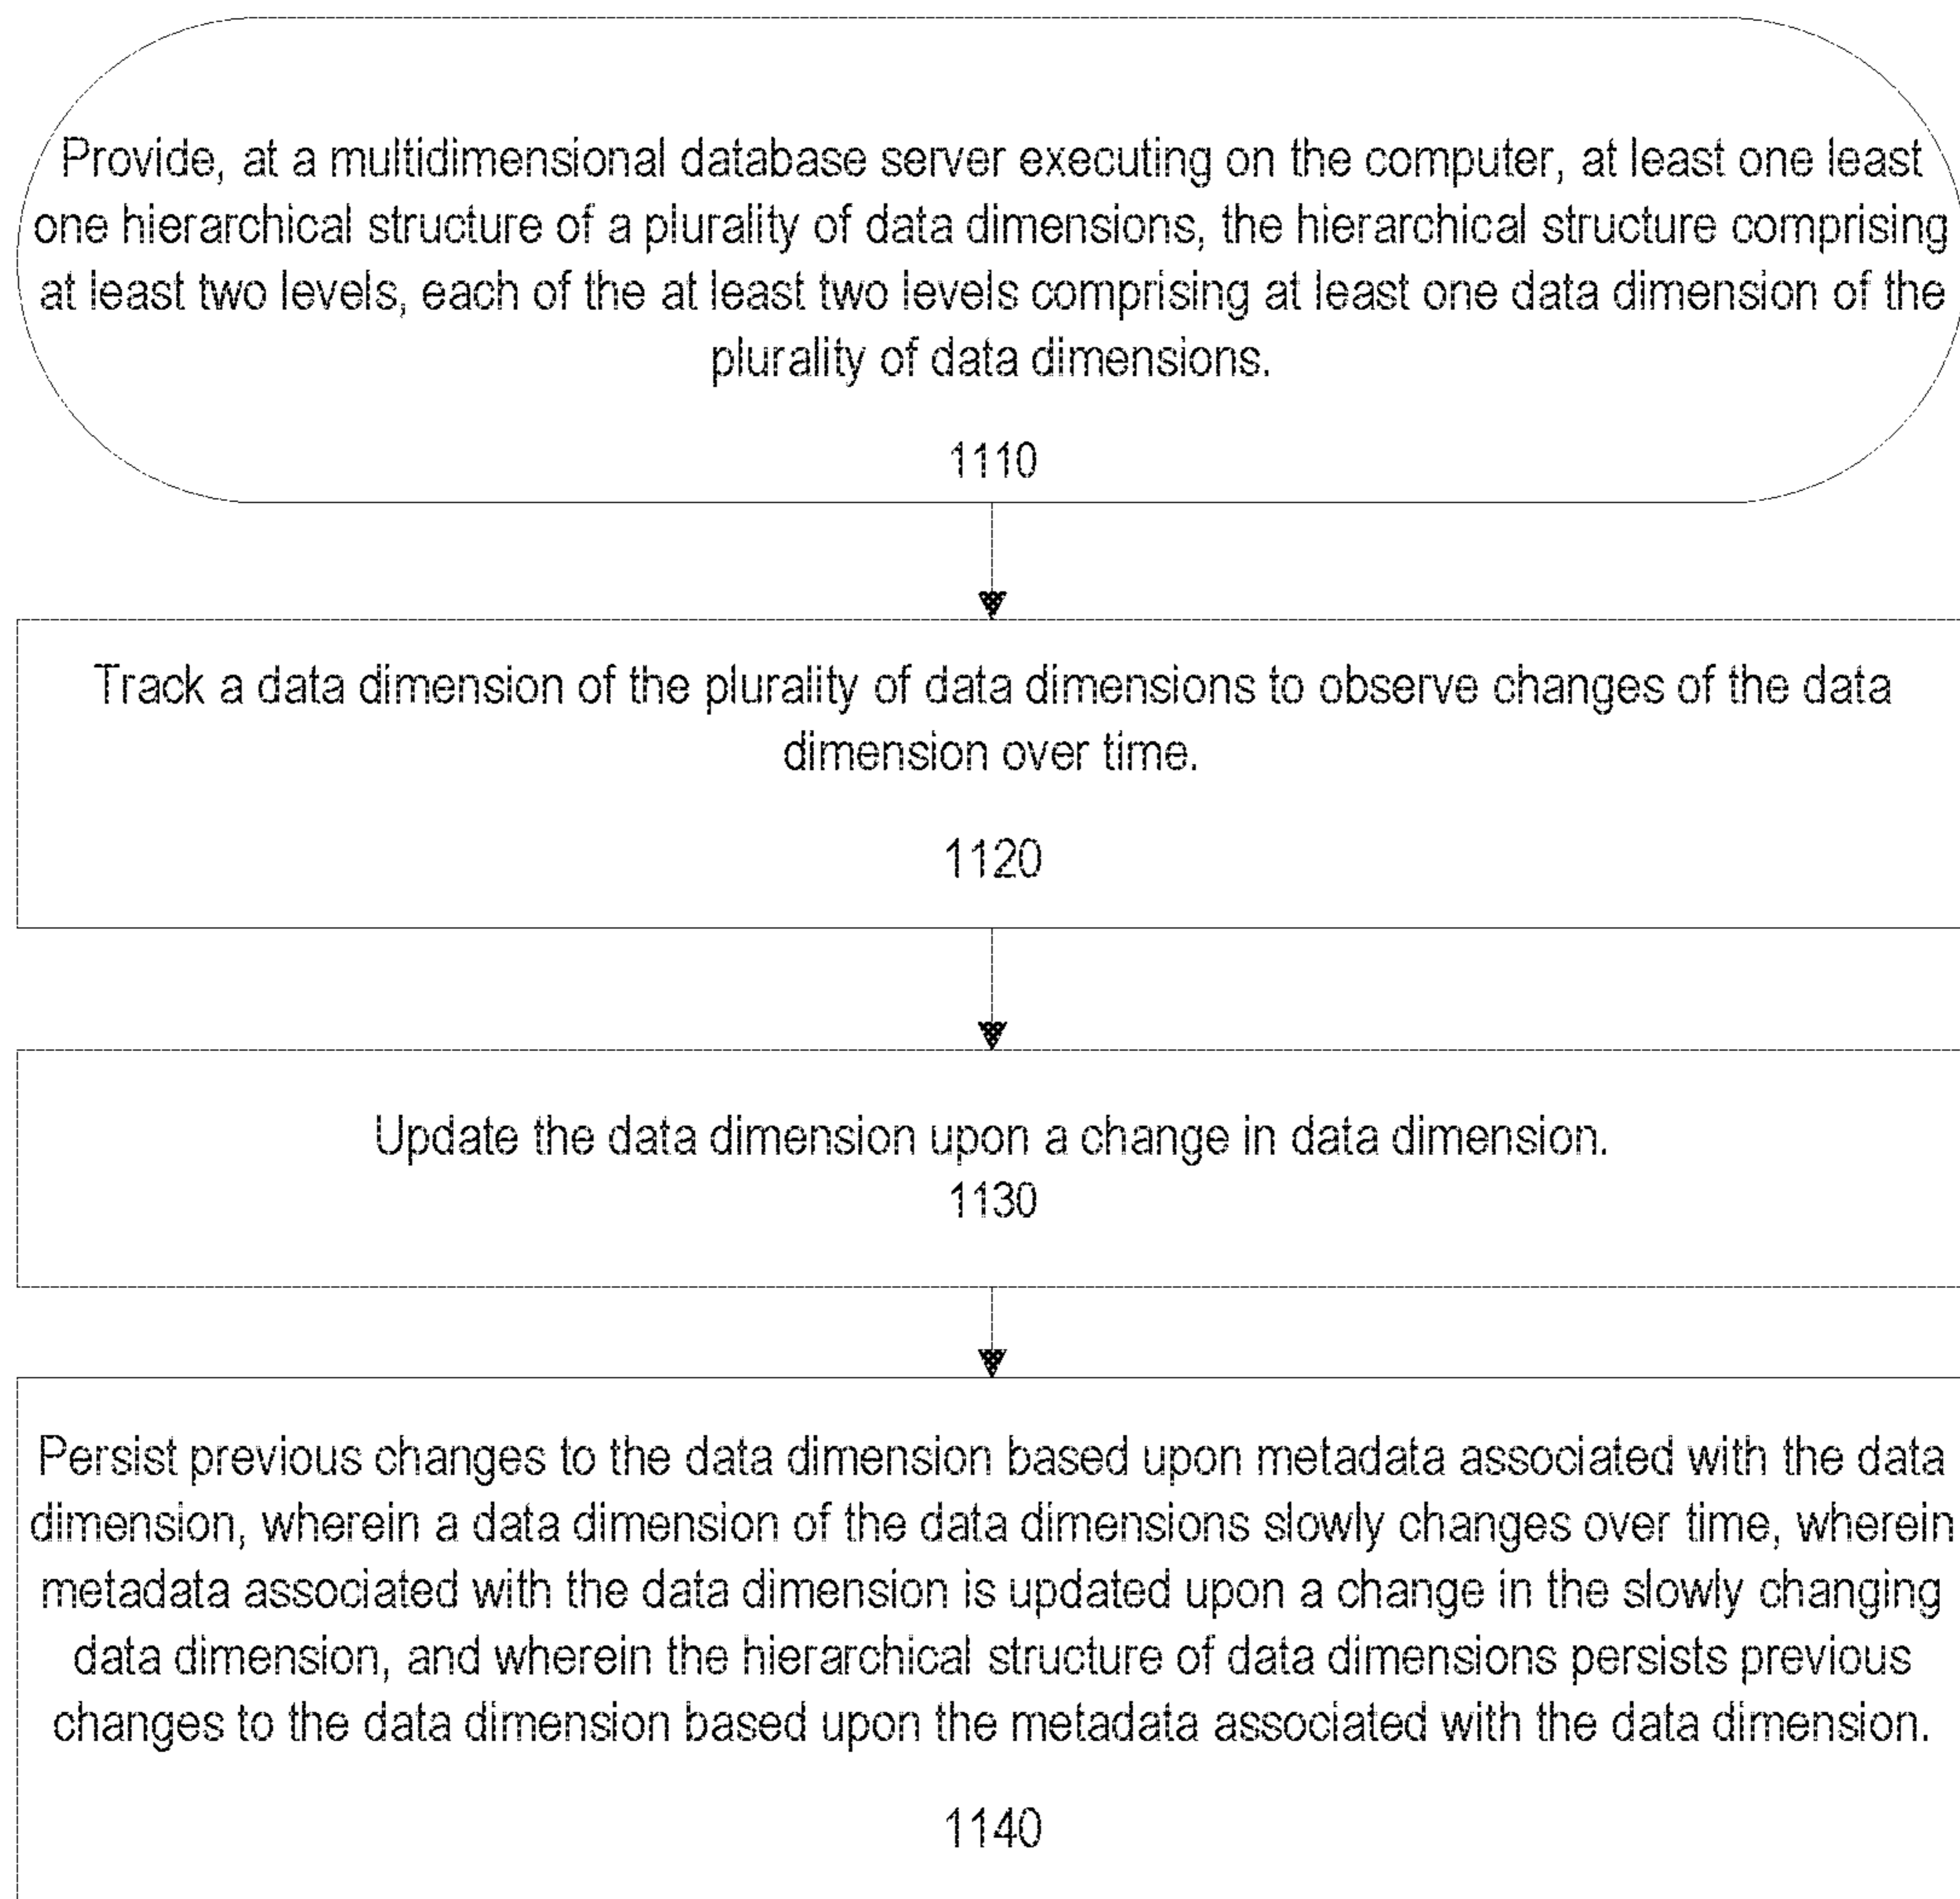 Provide, at a multidimensional database server executing on the computer, at least one least
one hierarchical structure of a plurality of data dimensions, the hierarchical structure comprising
at least two levels, each of the at least two levels comprising at least one data dimension of the
plurality of data dimensions.
1110
Track a data dimension of the plurality of data dimensions to observe changes of the data
dimension over time.
1120
Update the data dimension upon a change in data dimension.
1130
Persist previous changes to the data dimension based upon metadata associated with the data
dimension, wherein a data dimension of the data dimensions slowly changes over time, wherein
metadata associated with the data dimension is updated upon a change in the slowly changing
data dimension, and wherein the hierarchical structure of data dimensions persists previous
changes to the data dimension based upon the metadata associated with the data dimension.
1140